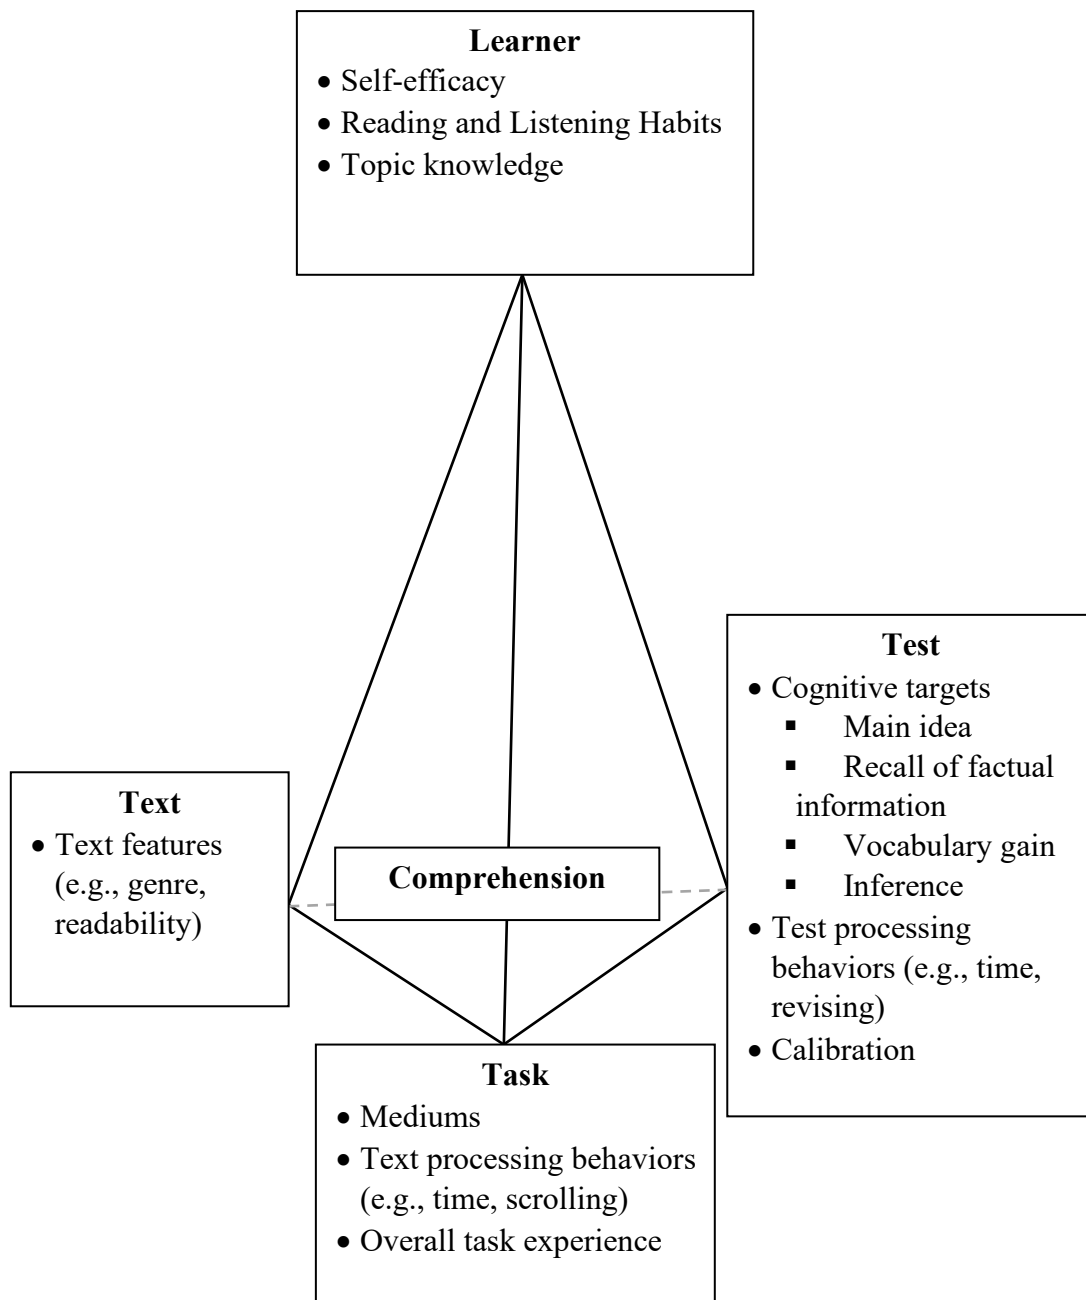 Learner
• Self-efficacy
• Reading and Listening Habits
• Topic knowledge
Test
• Cognitive targets
▪ Main idea
▪ Recall of factual
information
▪ Vocabulary gain
▪ Inference
• Test processing
behaviors (e.g., time,
revising)
• Calibration
Text
• Text features
(e.g., genre,
readability)
Comprehension
Task
• Mediums
• Text processing behaviors
(e.g., time, scrolling)
• Overall task experience